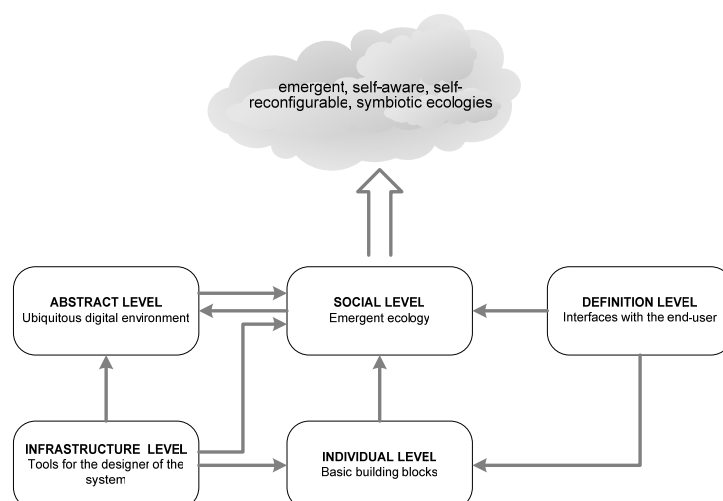 emergent, self-aware, self-
reconfigurable, symbiotic ecologies
ABSTRACT LEVEL
Ubiquitous digital environment
SOCIAL LEVEL
Emergent ecology
DEFINITION LEVEL
Interfaces with the end-user
INFRASTRUCTURE LEVEL
Tools for the designer of the
system
INDIVIDUAL LEVEL
Basic building blocks